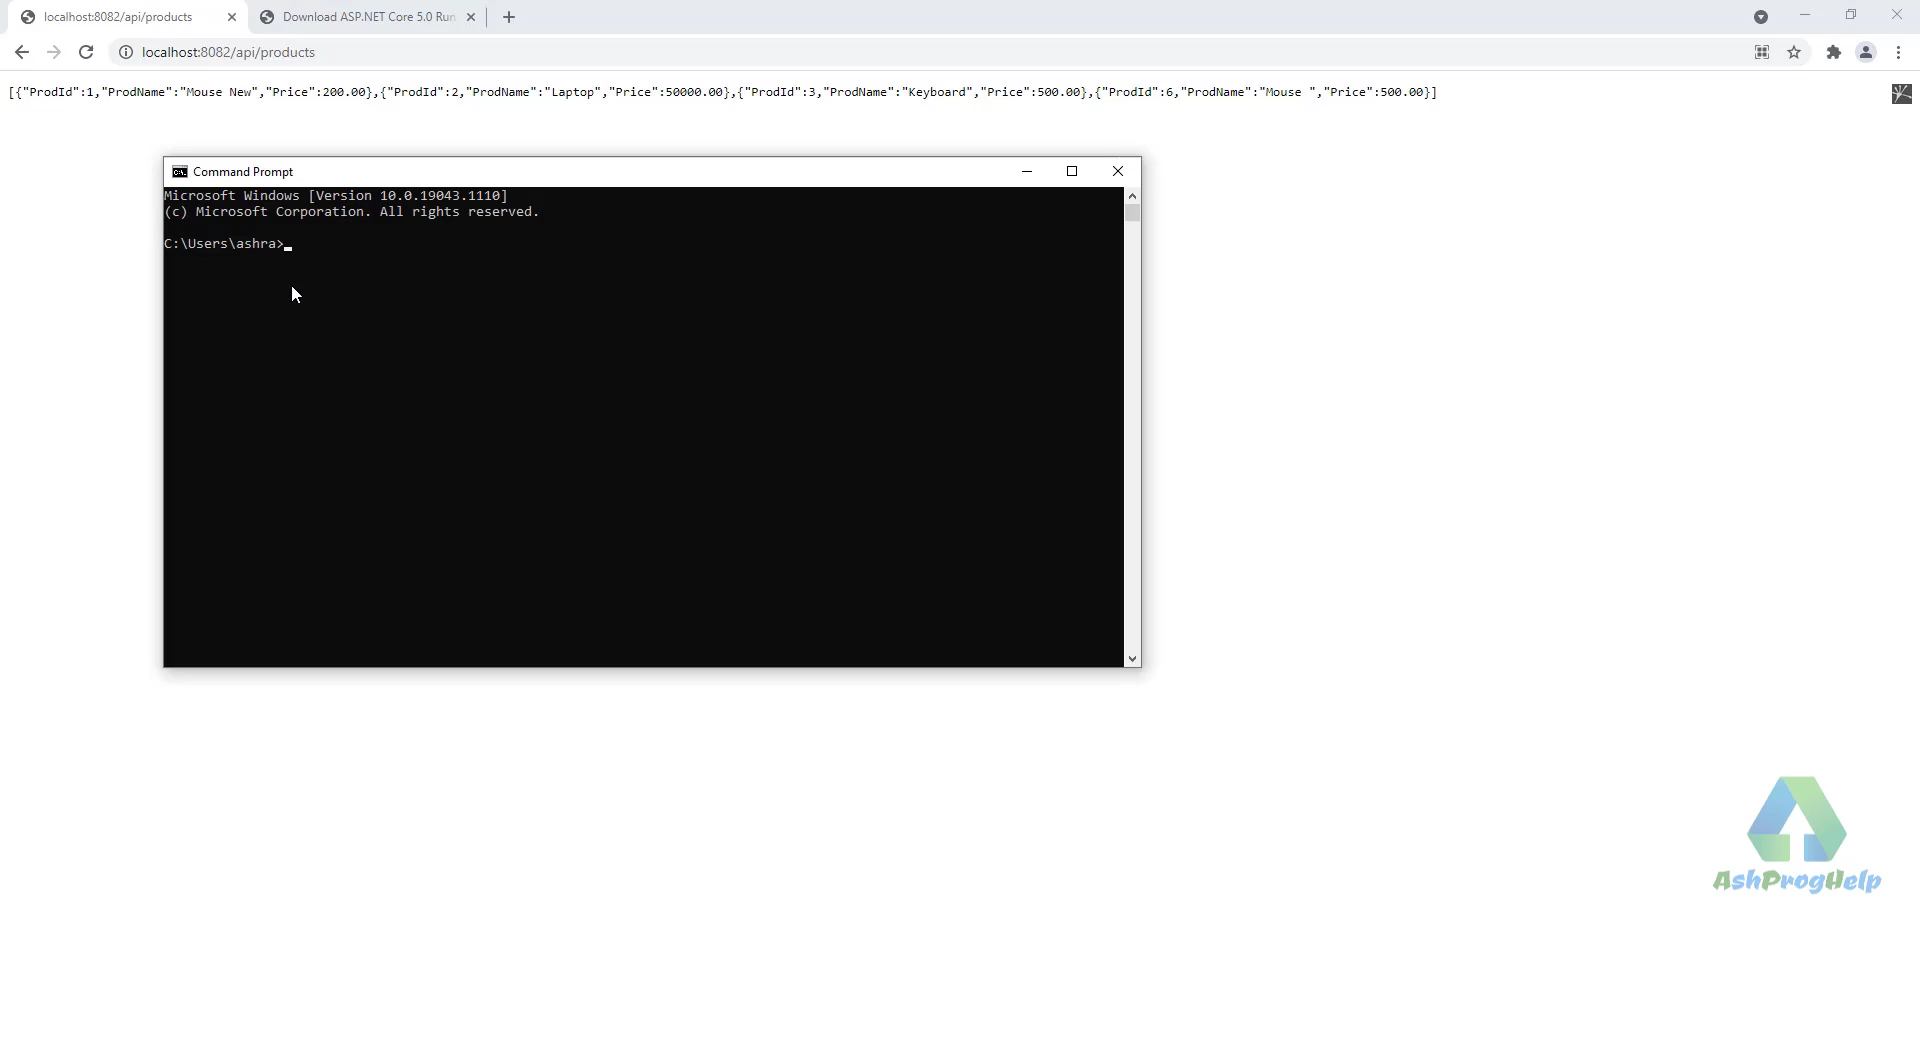 localhost:8082/api/products
Download ASP.NET Core 5.0 Run
localhost:8082/api/products
[{"ProdId":1,"ProdName":"Mouse New","Price":200.00},{"ProdId":2,"ProdName":"Laptop","Price":50000.00},{"ProdId":3,"ProdName":"Keyboard","Price":500.00},{"ProdId":6,"ProdName":"Mouse ","Price":500.00}]
Command Prompt
Microsoft Windows [Version 10.0.19043.1110]
(c) Microsoft Corporation. All rights reserved.
C:\Users\ashra>
AshProgHelp